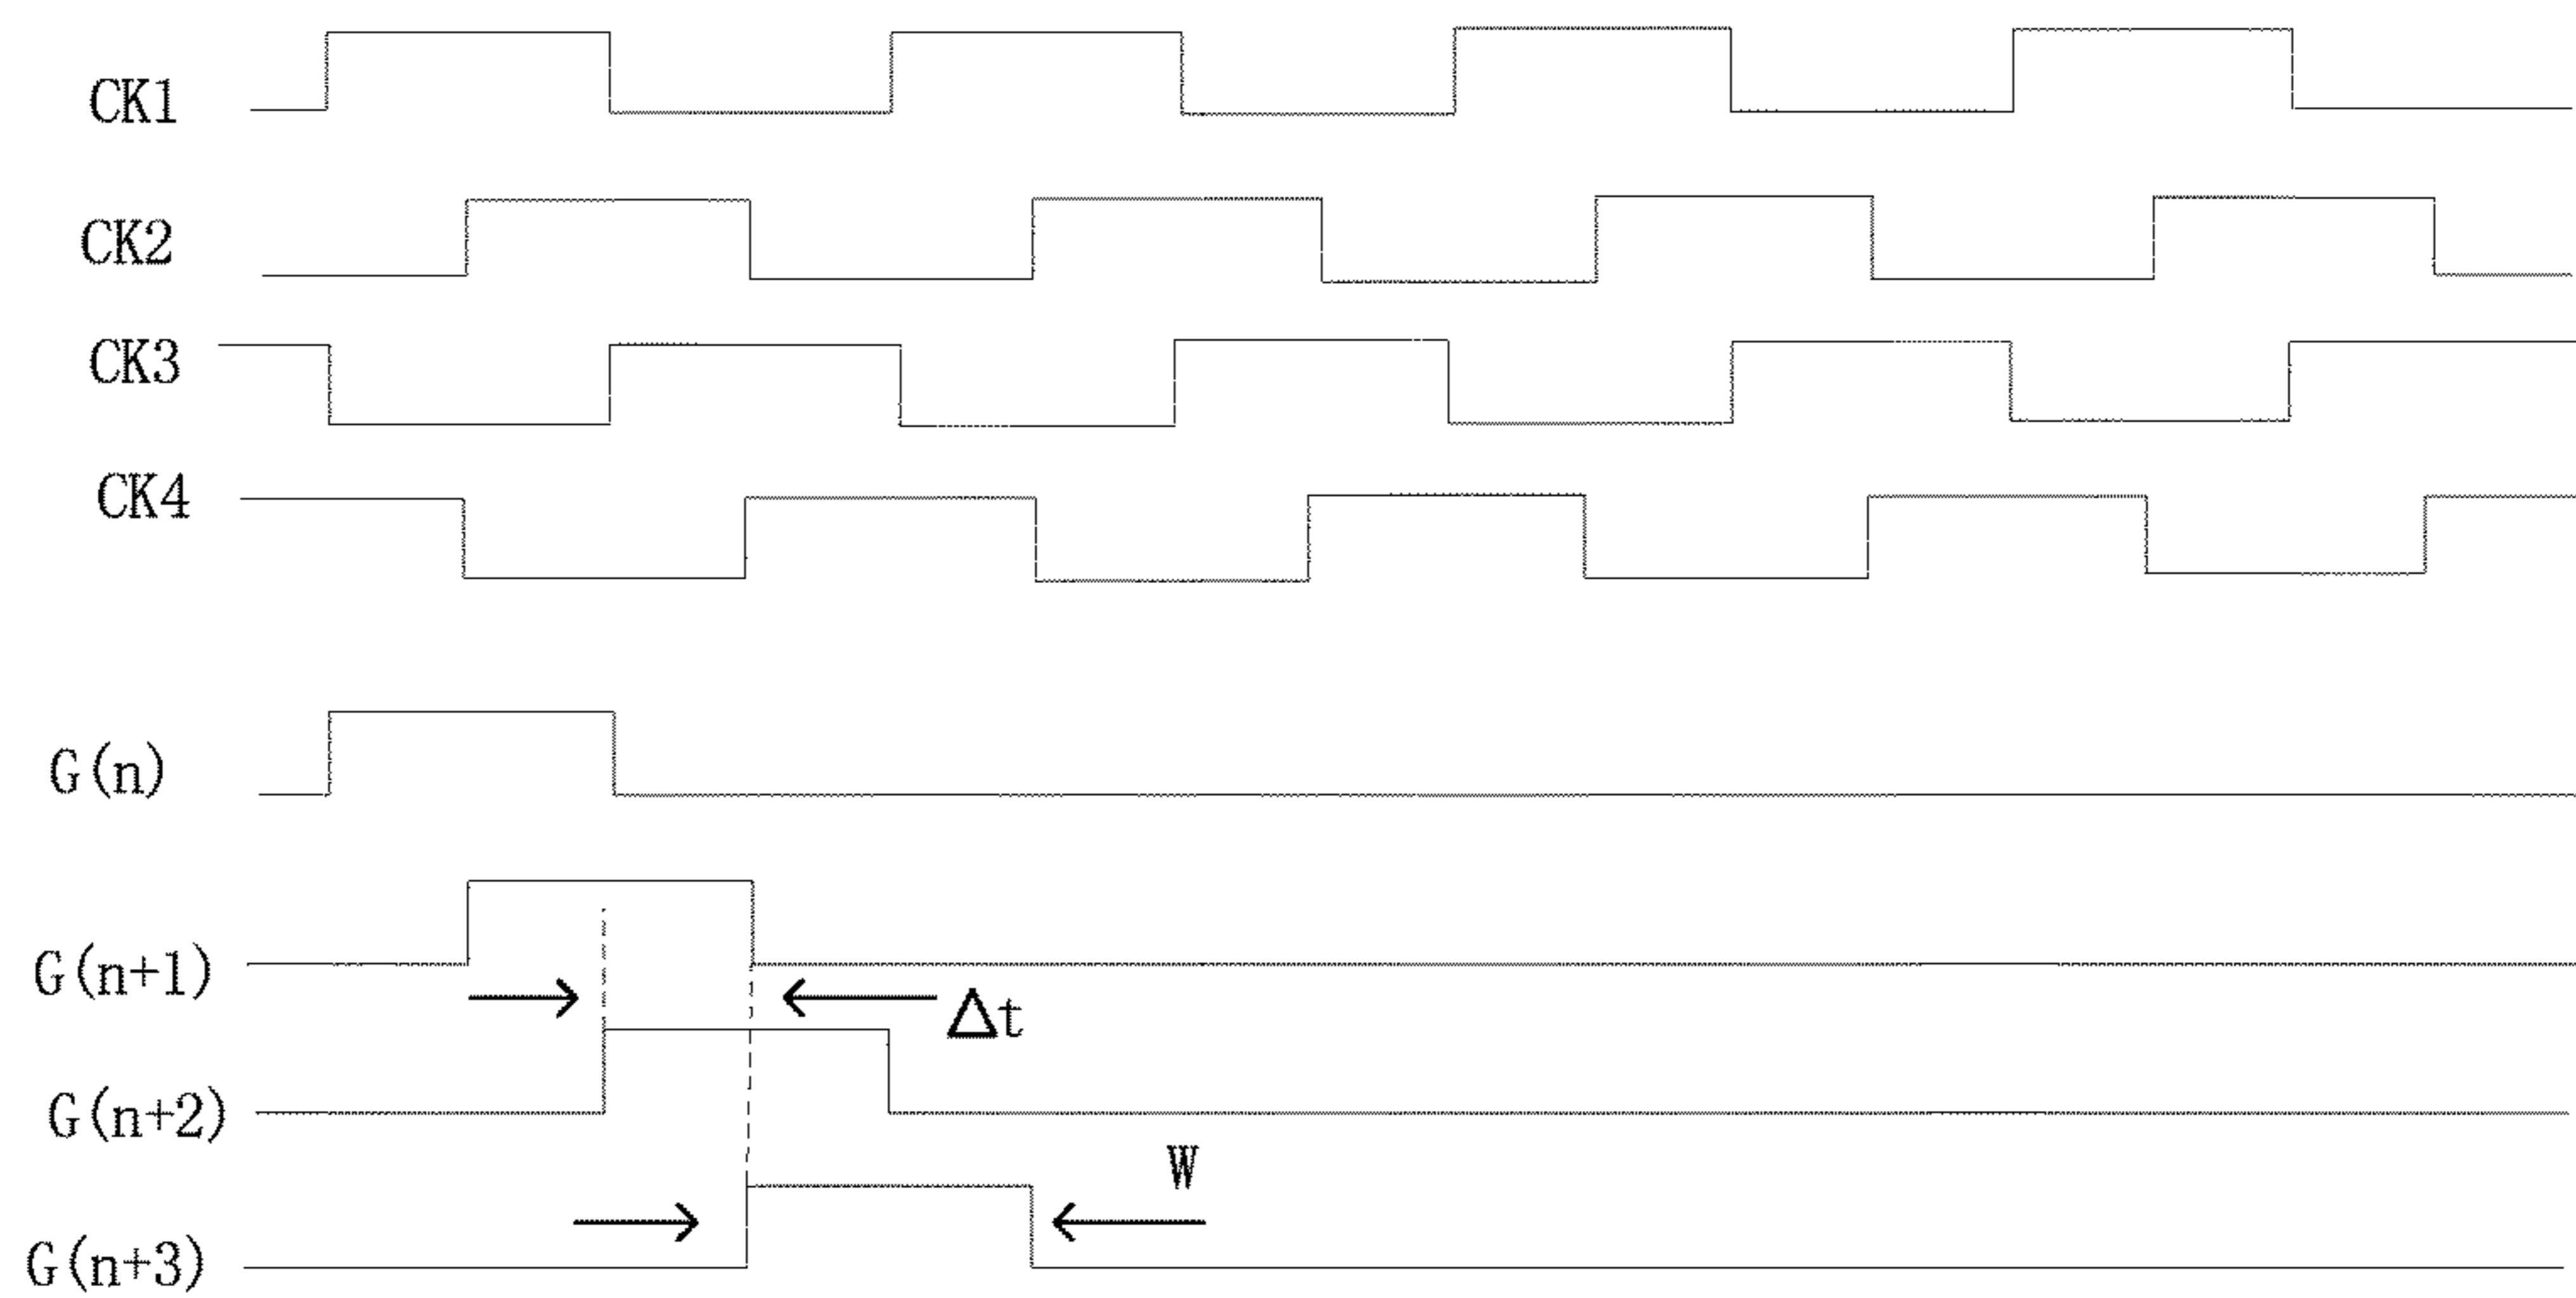 CK1
CK2
CK3
CK4
G(n)
G(n+1)
Δt
G(n+2)
W
G(n+3)